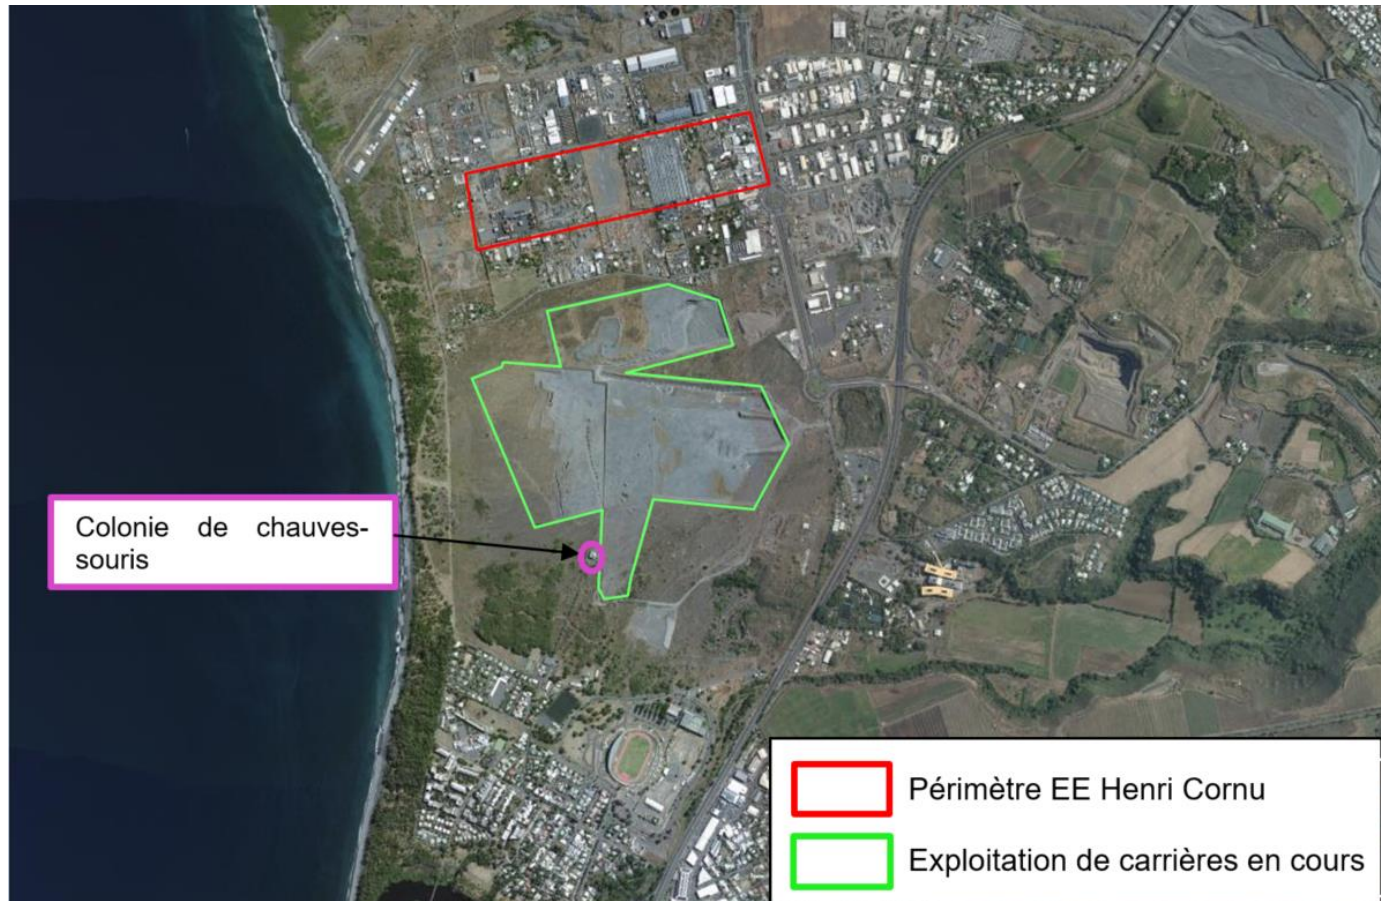 Colonie de chauves-
souris
Périmètre EE Henri Cornu
Exploitation de carrières en cours